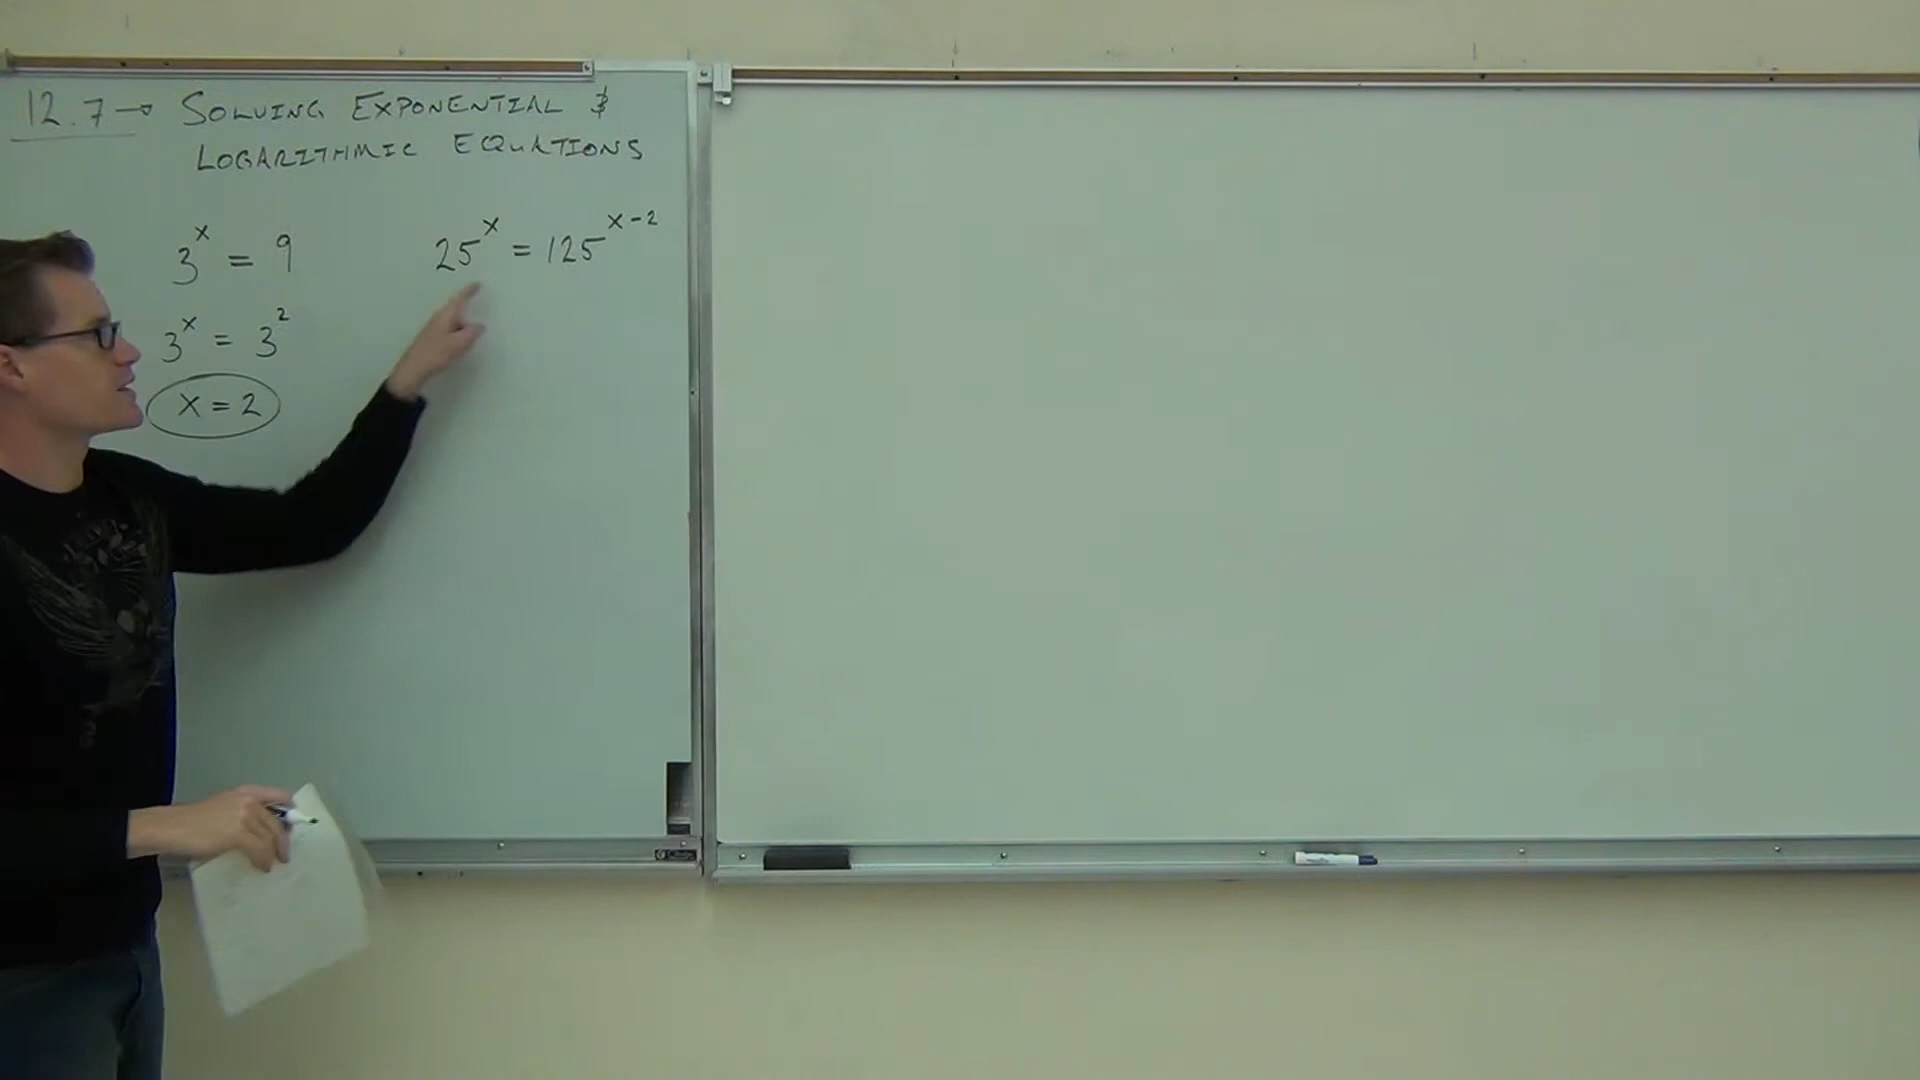 12.7 → SOLVING EXPONENTIAL &
LOGARITHMIC EQUATIONS
3^x = 9
3^x = 3^2
x = 2
25^x = 125^(x-2)